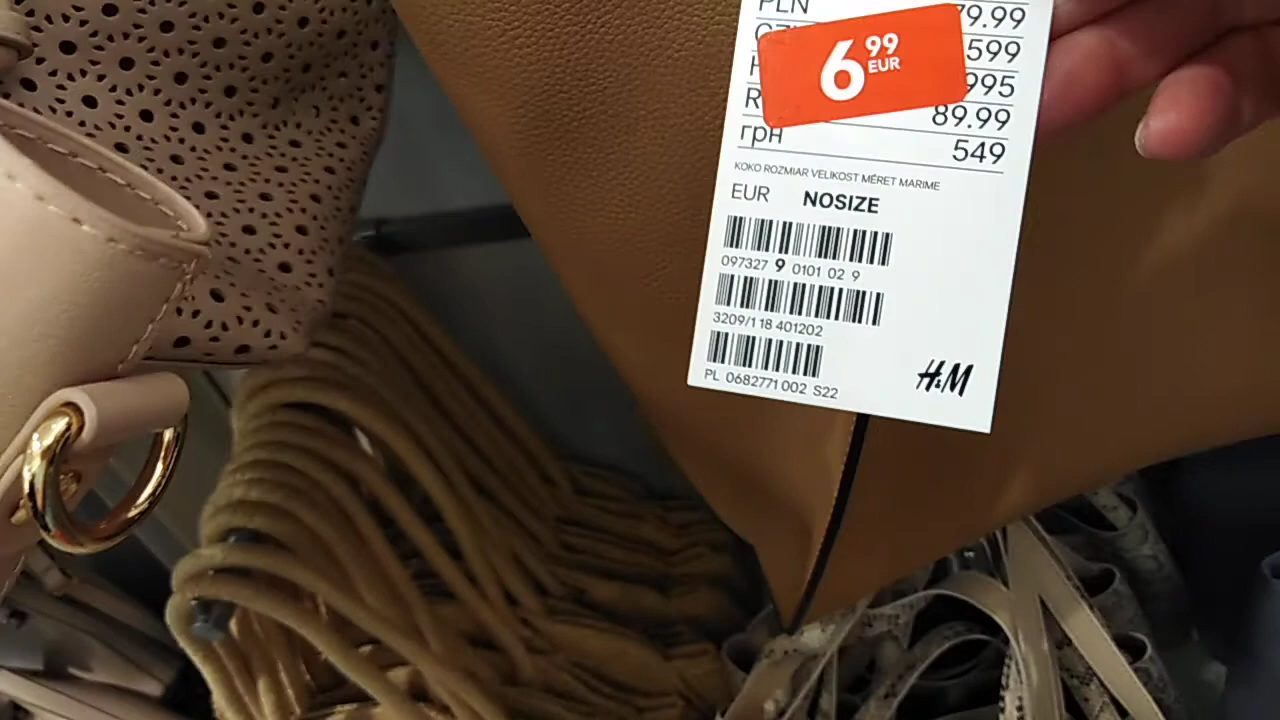 PLN 79.99
6 99 EUR
599
995
R 89.99
грн 549
KOKO ROZMIAR VELIKOST MÉRET MARIME
EUR NOSIZE
097327 9 0101 02 9
3209/118 401202
PL 0682771 002 S22
H&M